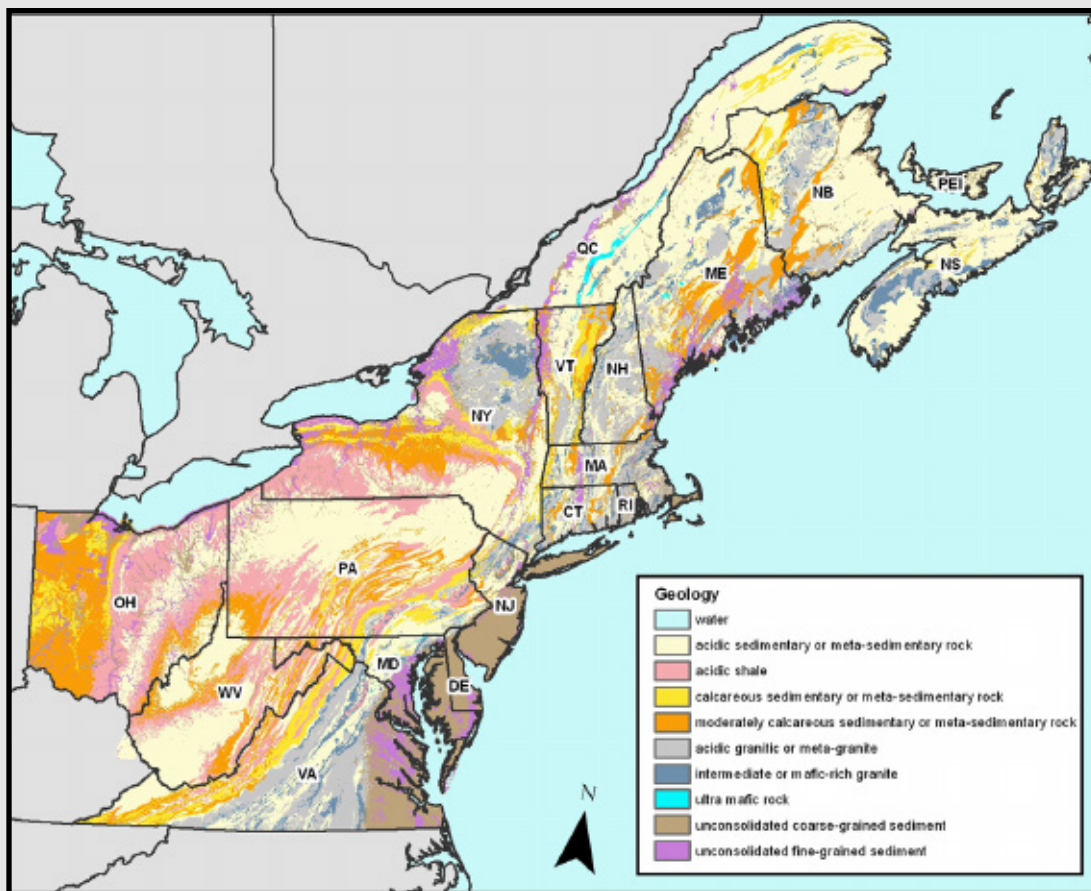 PEI
NB
QC
NS
ME
VT
NH
NY
MA
CT
RI
PA
OH
NJ
MD
DE
WV
VA
N
Geology
water
acidic sedimentary or meta-sedimentary rock
acidic shale
calcareous sedimentary or meta-sedimentary rock
moderately calcareous sedimentary or meta-sedimentary rock
acidic granitic or meta-granite
intermediate or mafic-rich granite
ultra mafic rock
unconsolidated coarse-grained sediment
unconsolidated fine-grained sediment